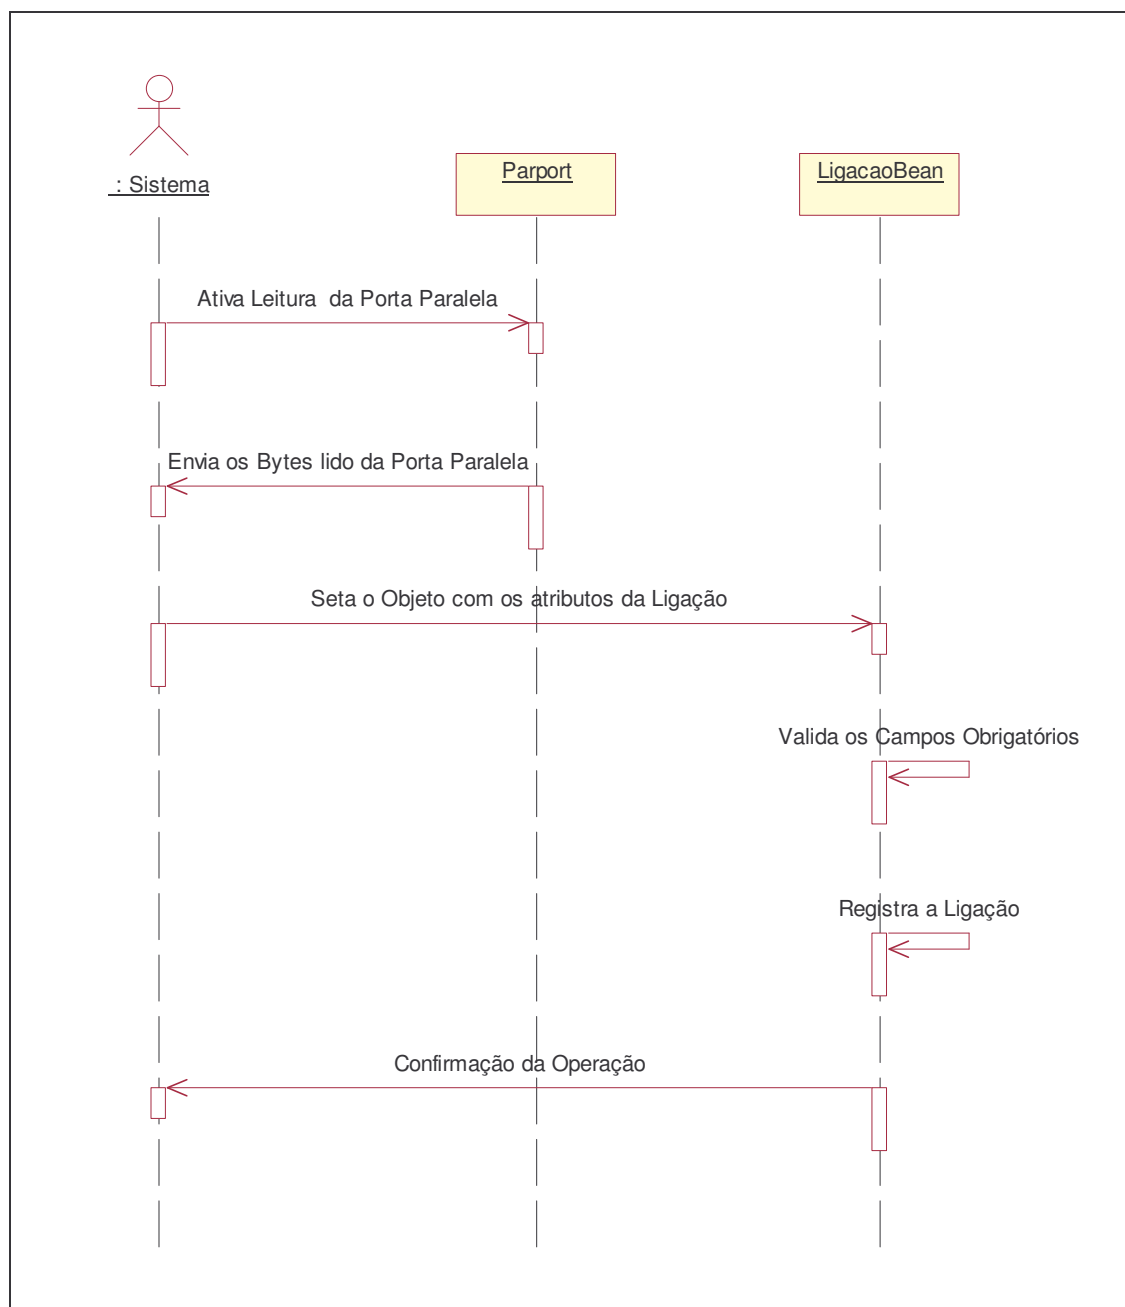 : Sistema
Parport
LigacaoBean
Ativa Leitura  da Porta Paralela
Envia os Bytes lido da Porta Paralela
Seta o Objeto com os atributos da Ligação
Valida os Campos Obrigatórios
Registra a Ligação
Confirmação da Operação